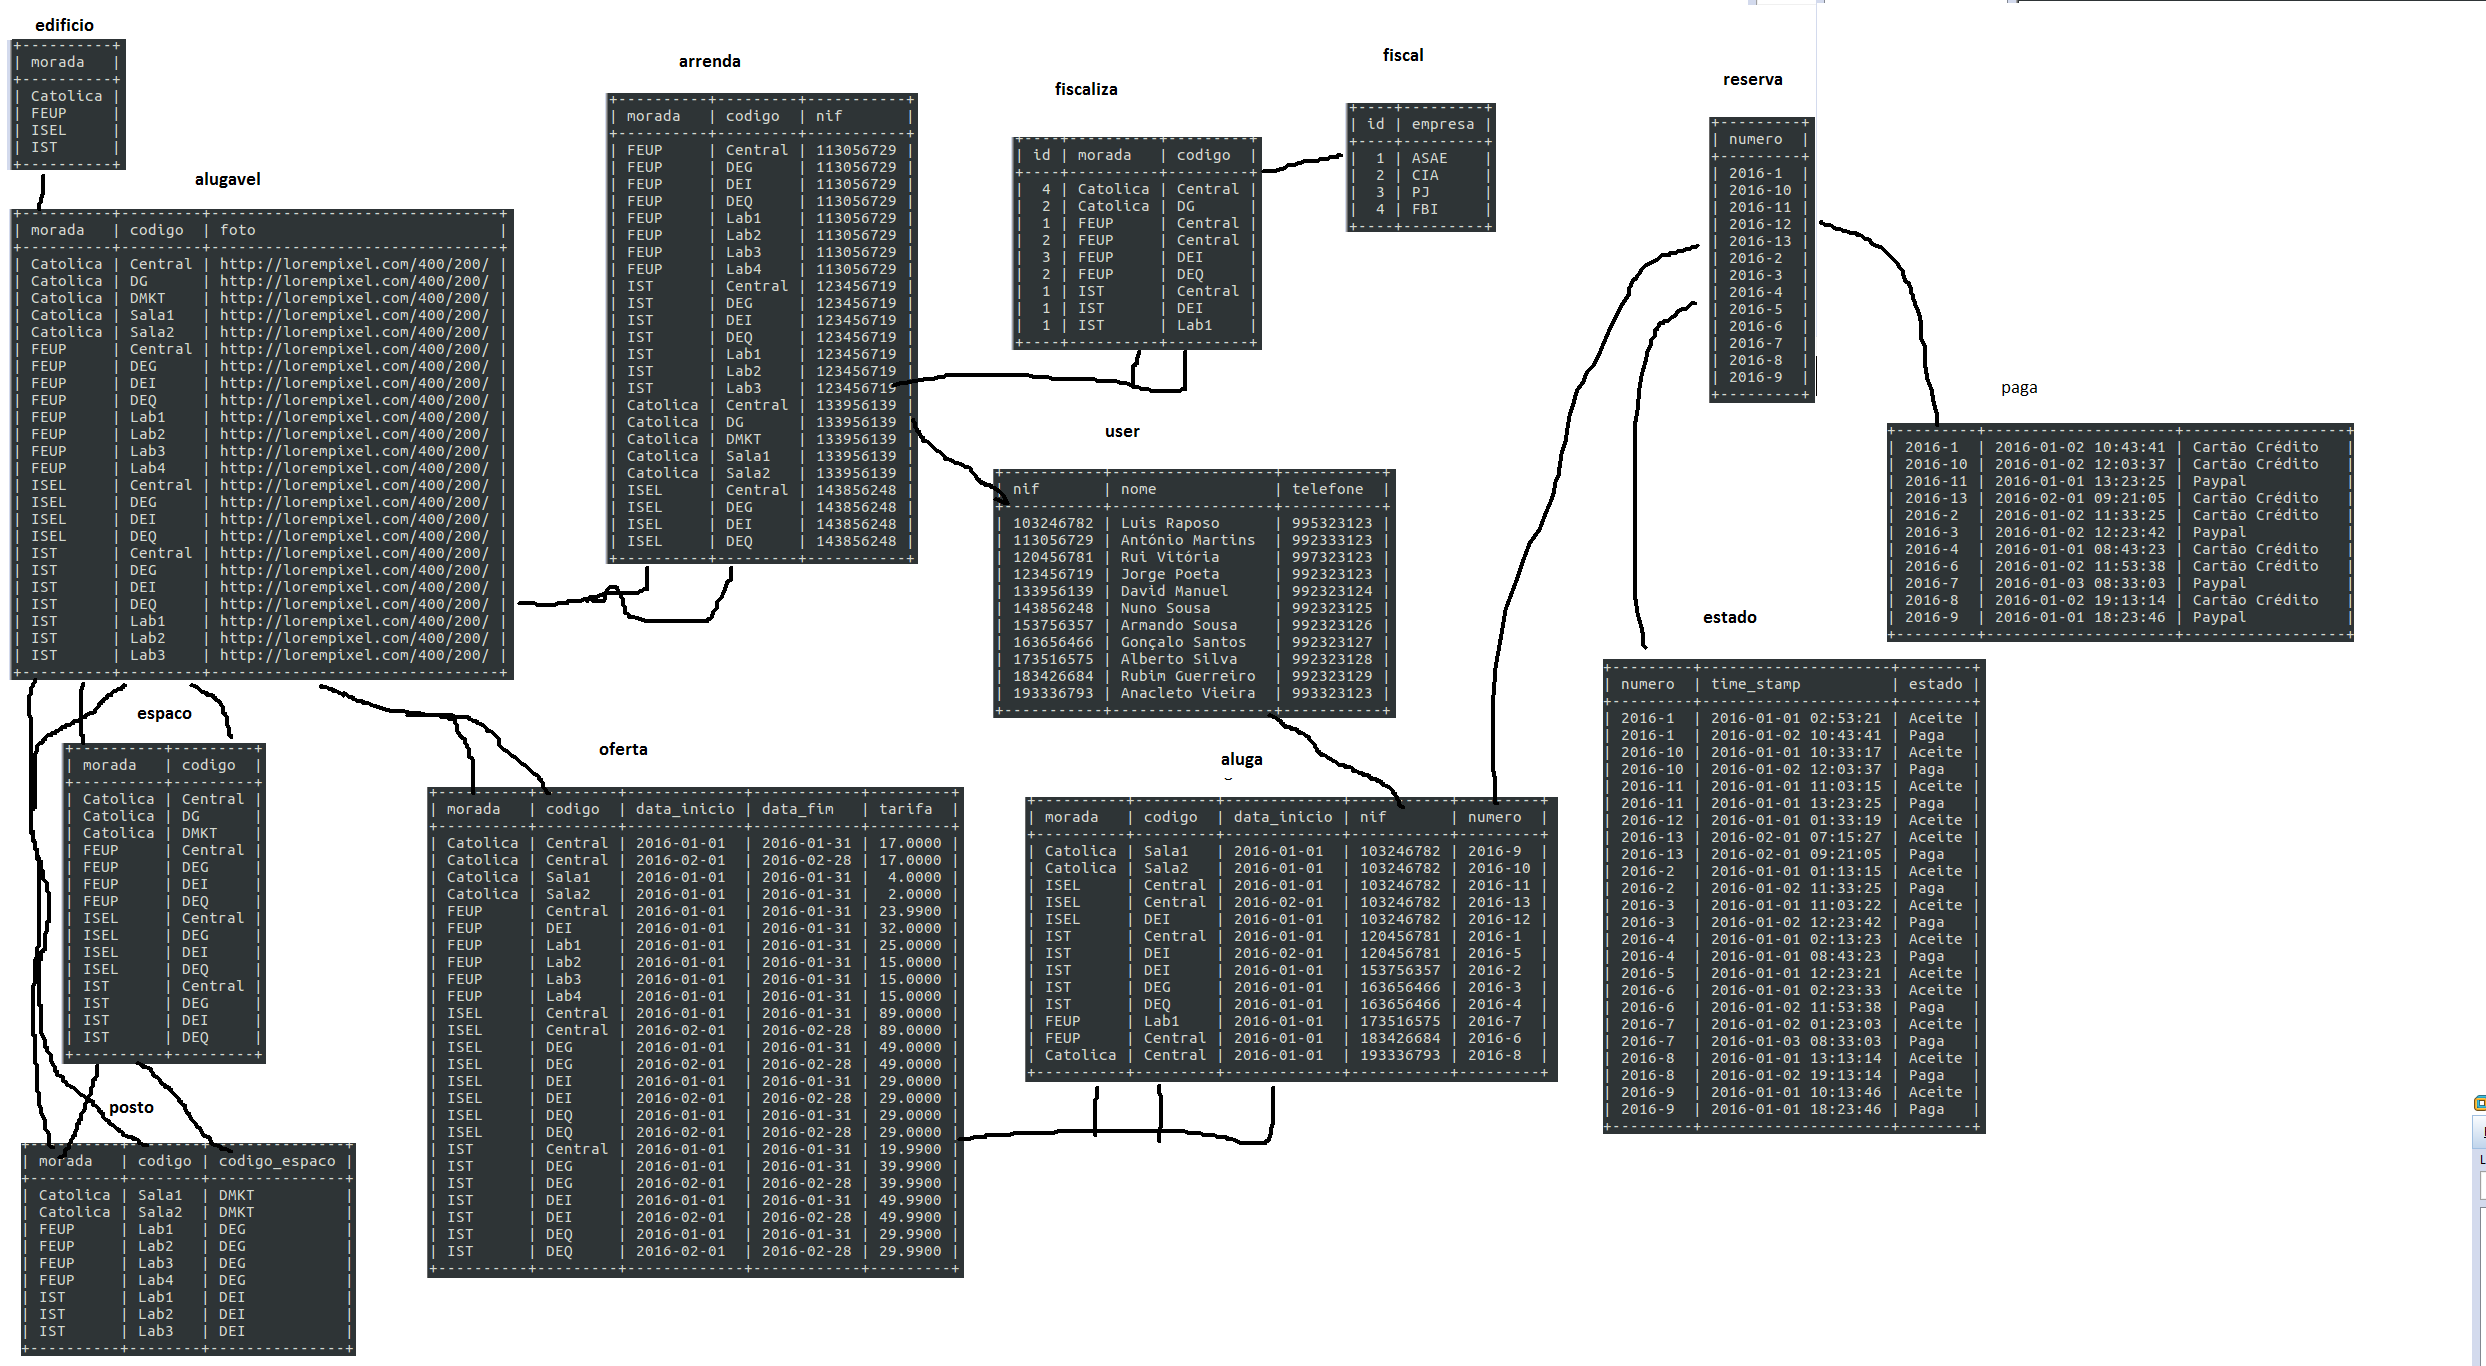 edificio
morada
Catolica
FEUP
ISEL
IST
alugavel
morada | codigo | foto
Catolica | Central | http://lorempixel.com/400/200/
Catolica | DG | http://lorempixel.com/400/200/
Catolica | DMKT | http://lorempixel.com/400/200/
Catolica | Sala1 | http://lorempixel.com/400/200/
Catolica | Sala2 | http://lorempixel.com/400/200/
FEUP | Central | http://lorempixel.com/400/200/
FEUP | DEG | http://lorempixel.com/400/200/
FEUP | DEI | http://lorempixel.com/400/200/
FEUP | DEQ | http://lorempixel.com/400/200/
FEUP | Lab1 | http://lorempixel.com/400/200/
FEUP | Lab2 | http://lorempixel.com/400/200/
FEUP | Lab3 | http://lorempixel.com/400/200/
FEUP | Lab4 | http://lorempixel.com/400/200/
ISEL | Central | http://lorempixel.com/400/200/
ISEL | DEG | http://lorempixel.com/400/200/
ISEL | DEI | http://lorempixel.com/400/200/
ISEL | DEQ | http://lorempixel.com/400/200/
IST | Central | http://lorempixel.com/400/200/
IST | DEG | http://lorempixel.com/400/200/
IST | DEI | http://lorempixel.com/400/200/
IST | DEQ | http://lorempixel.com/400/200/
IST | Lab1 | http://lorempixel.com/400/200/
IST | Lab2 | http://lorempixel.com/400/200/
IST | Lab3 | http://lorempixel.com/400/200/
espaco
morada | codigo
Catolica | Central
Catolica | DG
Catolica | DMKT
FEUP | Central
FEUP | DEG
FEUP | DEI
FEUP | DEQ
ISEL | Central
ISEL | DEG
ISEL | DEI
ISEL | DEQ
IST | Central
IST | DEG
IST | DEI
IST | DEQ
posto
morada | codigo | codigo_espaco
Catolica | Sala1 | DMKT
Catolica | Sala2 | DMKT
FEUP | Lab1 | DEG
FEUP | Lab2 | DEG
FEUP | Lab3 | DEG
FEUP | Lab4 | DEG
IST | Lab1 | DEI
IST | Lab2 | DEI
IST | Lab3 | DEI
arrenda
morada | codigo | nif
FEUP | Central | 113056729
FEUP | DEG | 113056729
FEUP | DEI | 113056729
FEUP | DEQ | 113056729
FEUP | Lab1 | 113056729
FEUP | Lab2 | 113056729
FEUP | Lab3 | 113056729
FEUP | Lab4 | 113056729
IST | Central | 123456719
IST | DEG | 123456719
IST | DEI | 123456719
IST | DEQ | 123456719
IST | Lab1 | 123456719
IST | Lab2 | 123456719
IST | Lab3 | 123456719
Catolica | Central | 133956139
Catolica | DG | 133956139
Catolica | DMKT | 133956139
Catolica | Sala1 | 133956139
Catolica | Sala2 | 133956139
ISEL | Central | 143856248
ISEL | DEG | 143856248
ISEL | DEI | 143856248
ISEL | DEQ | 143856248
oferta
morada | codigo | data_inicio | data_fim | tarifa
Catolica | Central | 2016-01-01 | 2016-01-31 | 17.0000
Catolica | Central | 2016-02-01 | 2016-02-28 | 17.0000
Catolica | Sala1 | 2016-01-01 | 2016-01-31 | 4.0000
Catolica | Sala2 | 2016-01-01 | 2016-01-31 | 2.0000
FEUP | Central | 2016-01-01 | 2016-01-31 | 23.9900
FEUP | DEI | 2016-01-01 | 2016-01-31 | 32.0000
FEUP | Lab1 | 2016-01-01 | 2016-01-31 | 25.0000
FEUP | Lab2 | 2016-01-01 | 2016-01-31 | 15.0000
FEUP | Lab3 | 2016-01-01 | 2016-01-31 | 15.0000
FEUP | Lab4 | 2016-01-01 | 2016-01-31 | 15.0000
ISEL | Central | 2016-01-01 | 2016-01-31 | 89.0000
ISEL | Central | 2016-02-01 | 2016-02-28 | 89.0000
ISEL | DEG | 2016-01-01 | 2016-01-31 | 49.0000
ISEL | DEG | 2016-02-01 | 2016-02-28 | 49.0000
ISEL | DEI | 2016-01-01 | 2016-01-31 | 29.0000
ISEL | DEI | 2016-02-01 | 2016-02-28 | 29.0000
ISEL | DEQ | 2016-01-01 | 2016-01-31 | 29.0000
ISEL | DEQ | 2016-02-01 | 2016-02-28 | 29.0000
IST | Central | 2016-01-01 | 2016-01-31 | 19.9900
IST | DEG | 2016-01-01 | 2016-01-31 | 39.9900
IST | DEG | 2016-02-01 | 2016-02-28 | 39.9900
IST | DEI | 2016-01-01 | 2016-01-31 | 49.9900
IST | DEI | 2016-02-01 | 2016-02-28 | 49.9900
IST | DEQ | 2016-01-01 | 2016-01-31 | 29.9900
IST | DEQ | 2016-02-01 | 2016-02-28 | 29.9900
fiscaliza
id | morada | codigo
4 | Catolica | Central
2 | Catolica | DG
1 | FEUP | Central
2 | FEUP | Central
3 | FEUP | DEI
2 | FEUP | DEQ
1 | IST | Central
1 | IST | DEI
1 | IST | Lab1
fiscal
id | empresa
1 | ASAE
2 | CIA
3 | PJ
4 | FBI
user
nif | nome | telefone
103246782 | Luis Raposo | 995323123
113056729 | António Martins | 992333123
120456781 | Rui Vitória | 997323123
123456719 | Jorge Poeta | 992323123
133956139 | David Manuel | 992323124
143856248 | Nuno Sousa | 992323125
153756357 | Armando Sousa | 992323126
163656466 | Gonçalo Santos | 992323127
173516575 | Alberto Silva | 992323128
183426684 | Rubim Guerreiro | 992323129
193336793 | Anacleto Vieira | 993323123
aluga
morada | codigo | data_inicio | nif | numero
Catolica | Sala1 | 2016-01-01 | 103246782 | 2016-9
Catolica | Sala2 | 2016-01-01 | 103246782 | 2016-10
ISEL | Central | 2016-01-01 | 103246782 | 2016-11
ISEL | Central | 2016-02-01 | 103246782 | 2016-13
ISEL | DEI | 2016-01-01 | 103246782 | 2016-12
IST | Central | 2016-01-01 | 120456781 | 2016-1
IST | DEI | 2016-02-01 | 120456781 | 2016-5
IST | DEI | 2016-01-01 | 153756357 | 2016-2
IST | DEG | 2016-01-01 | 163656466 | 2016-3
IST | DEQ | 2016-01-01 | 163656466 | 2016-4
FEUP | Lab1 | 2016-01-01 | 173516575 | 2016-7
FEUP | Central | 2016-01-01 | 183426684 | 2016-6
Catolica | Central | 2016-01-01 | 193336793 | 2016-8
reserva
numero
2016-1
2016-10
2016-11
2016-12
2016-13
2016-2
2016-3
2016-4
2016-5
2016-6
2016-7
2016-8
2016-9
paga
2016-1 | 2016-01-02 10:43:41 | Cartão Crédito
2016-10 | 2016-01-02 12:03:37 | Cartão Crédito
2016-11 | 2016-01-01 13:23:25 | Paypal
2016-13 | 2016-02-01 09:21:05 | Cartão Crédito
2016-2 | 2016-01-02 11:33:25 | Cartão Crédito
2016-3 | 2016-01-02 12:23:42 | Paypal
2016-4 | 2016-01-01 08:43:23 | Cartão Crédito
2016-6 | 2016-01-02 11:53:38 | Cartão Crédito
2016-7 | 2016-01-03 08:33:03 | Paypal
2016-8 | 2016-01-02 19:13:14 | Cartão Crédito
2016-9 | 2016-01-01 18:23:46 | Paypal
estado
numero | time_stamp | estado
2016-1 | 2016-01-01 02:53:21 | Aceite
2016-1 | 2016-01-02 10:43:41 | Paga
2016-10 | 2016-01-01 10:33:17 | Aceite
2016-10 | 2016-01-02 12:03:37 | Paga
2016-11 | 2016-01-01 11:03:15 | Aceite
2016-11 | 2016-01-01 13:23:25 | Paga
2016-12 | 2016-01-01 01:33:19 | Aceite
2016-13 | 2016-02-01 07:15:27 | Aceite
2016-13 | 2016-02-01 09:21:05 | Paga
2016-2 | 2016-01-01 01:13:15 | Aceite
2016-2 | 2016-01-02 11:33:25 | Paga
2016-3 | 2016-01-01 11:03:22 | Aceite
2016-3 | 2016-01-02 12:23:42 | Paga
2016-4 | 2016-01-01 02:13:23 | Aceite
2016-4 | 2016-01-01 08:43:23 | Paga
2016-5 | 2016-01-01 12:23:21 | Aceite
2016-6 | 2016-01-01 02:23:33 | Aceite
2016-6 | 2016-01-02 11:53:38 | Paga
2016-7 | 2016-01-02 01:23:03 | Aceite
2016-7 | 2016-01-03 08:33:03 | Paga
2016-8 | 2016-01-01 13:13:14 | Aceite
2016-8 | 2016-01-02 19:13:14 | Paga
2016-9 | 2016-01-01 10:13:46 | Aceite
2016-9 | 2016-01-01 18:23:46 | Paga